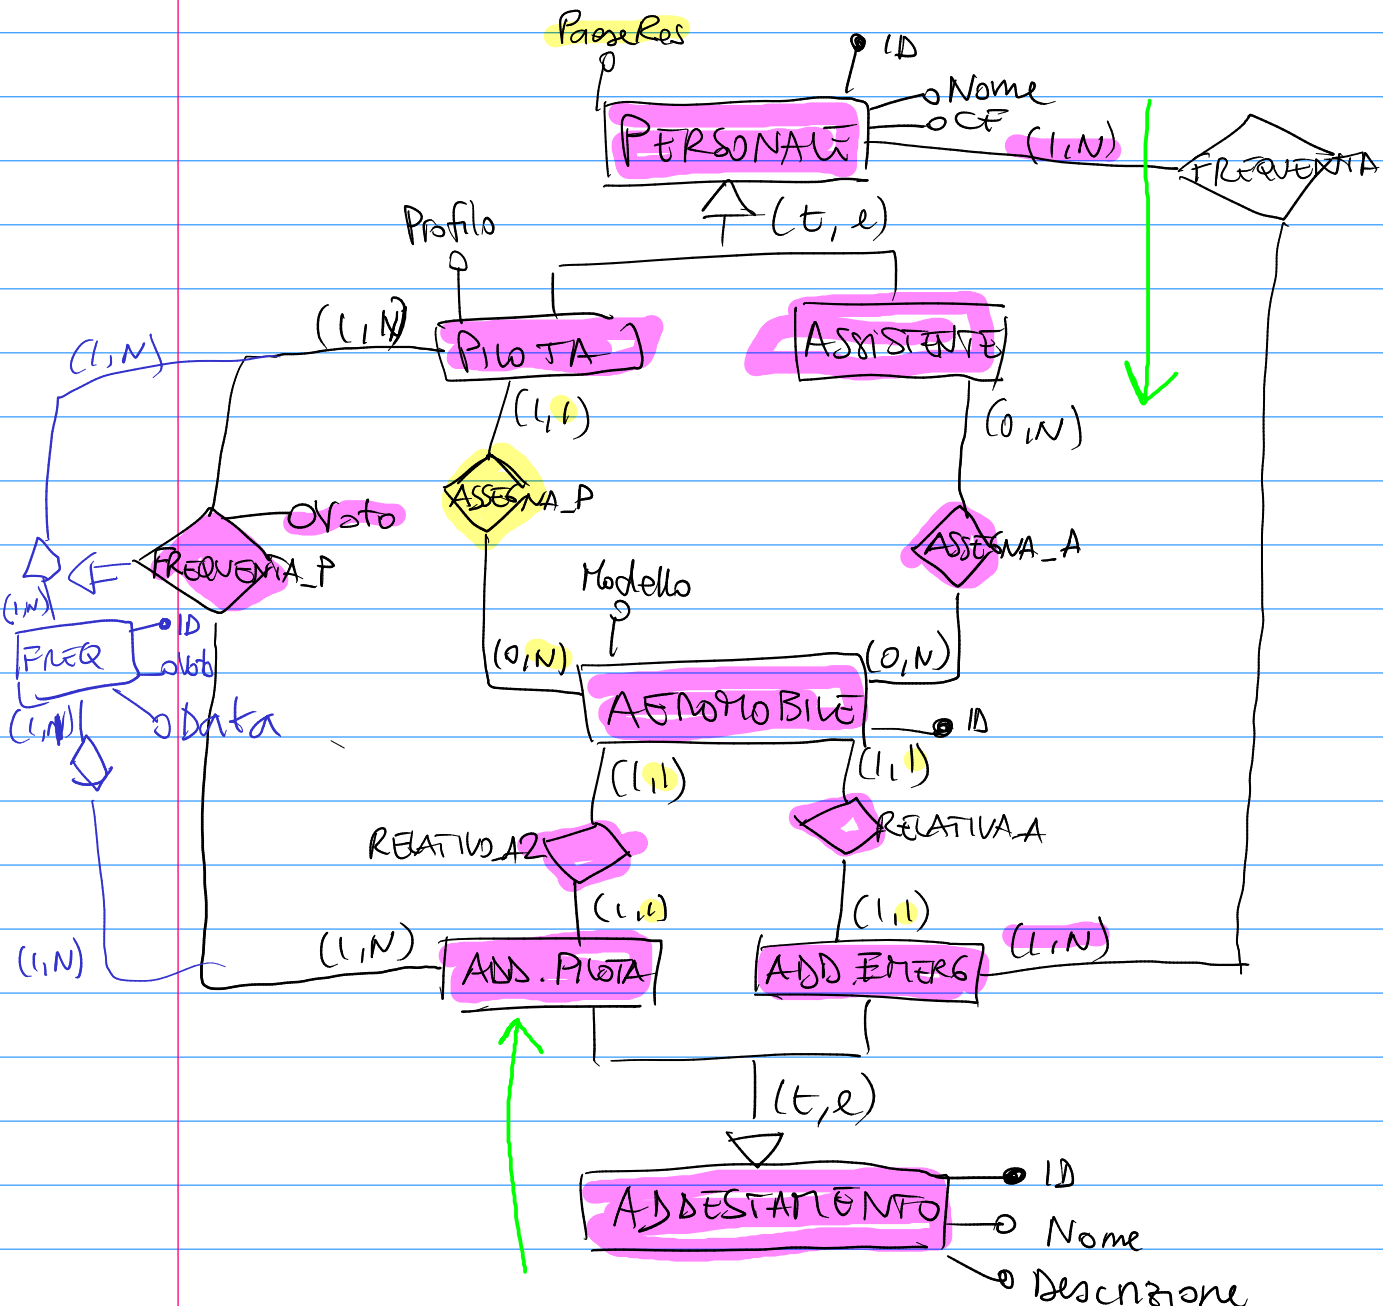 PaeseRes
ID
Nome
CF
PERSONALE
(1,N)
FREQUENTA
(t,e)
Profilo
(1,N)
PILOTA
ASSISTENTE
(1,N)
(1,1)
(0,N)
ASSEGNA_P
Voto
ASSEGNA_A
FREQUENTA_P
Modello
(1,N)
ID
FREQ
Voto
(0,N)
(0,N)
AEROMOBILE
(1,N)
Data
ID
(1,1)
(1,1)
RELATIVO_A2
RELATIVA_A
(1,1)
(1,1)
(1,N)
(1,N)
(1,N)
ADD.PILOTA
ADD.EMERG
(t,e)
ID
ADDESTAMENTO
Nome
Descrizione